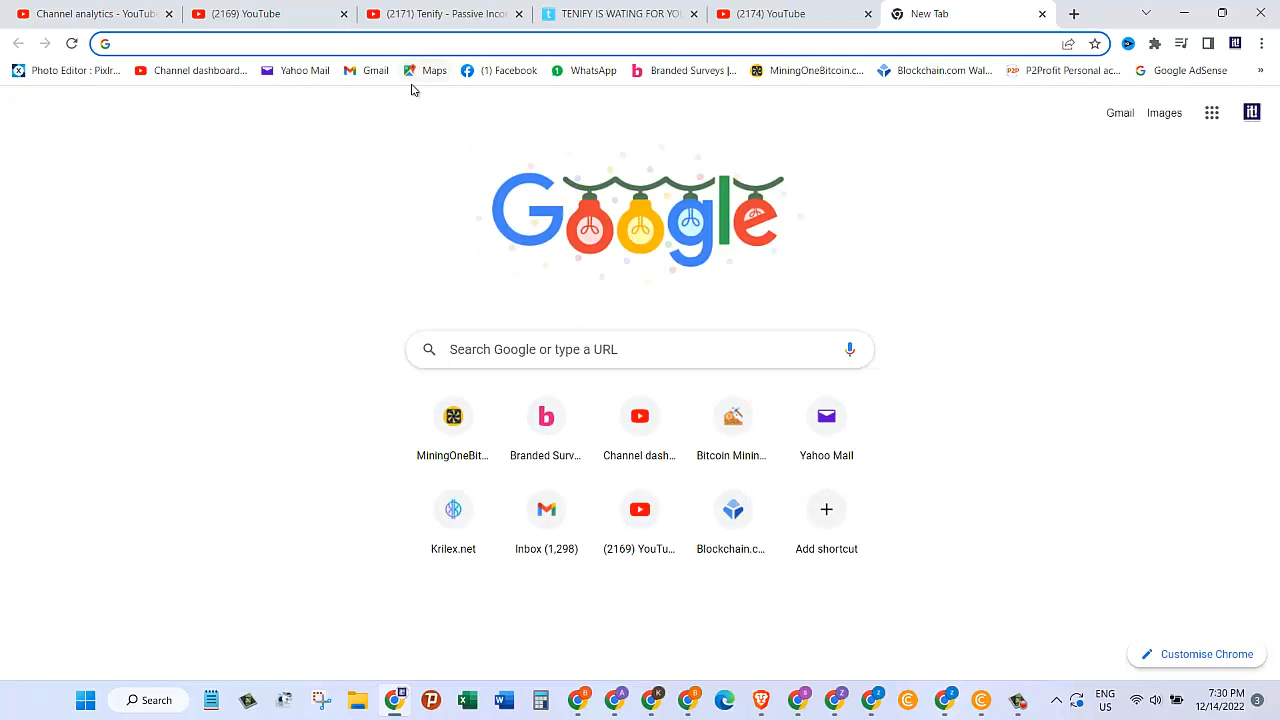 Channel analytics - YouTub
(2169) YouTube
(2171) Tenify - Passive Inco
TENIFY IS WATING FOR YO
(2174) YouTube
New Tab
Photo Editor : Pixlr...
Channel dashboard...
Yahoo Mail
Gmail
Maps
(1) Facebook
WhatsApp
Branded Surveys |...
MiningOneBitcoin.c...
Blockchain.com Wal...
P2Profit Personal ac...
Google AdSense
»
Gmail
Images
it!
Google
Search Google or type a URL
MiningOneBit...
Branded Surv...
Channel dash...
Bitcoin Minin...
Yahoo Mail
Krilex.net
Inbox (1,298)
(2169) YouTu...
Blockchain.c...
Add shortcut
Customise Chrome
Search
ENG
US
7:30 PM
12/14/2022
3